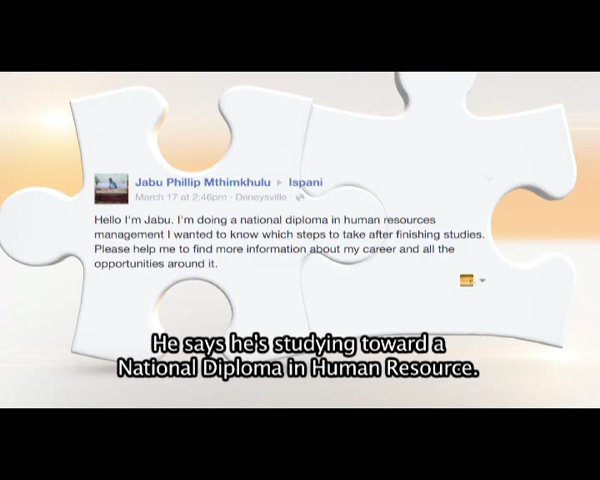 Jabu Phillip Mthimkhulu ▸ Ispani
March 17 at 2:46pm · Deneysville ·
Hello I'm Jabu. I'm doing a national diploma in human resources
management I wanted to know which steps to take after finishing studies.
Please help me to find more information about my career and all the
opportunities around it.
He says he's studying toward a
National Diploma in Human Resource.